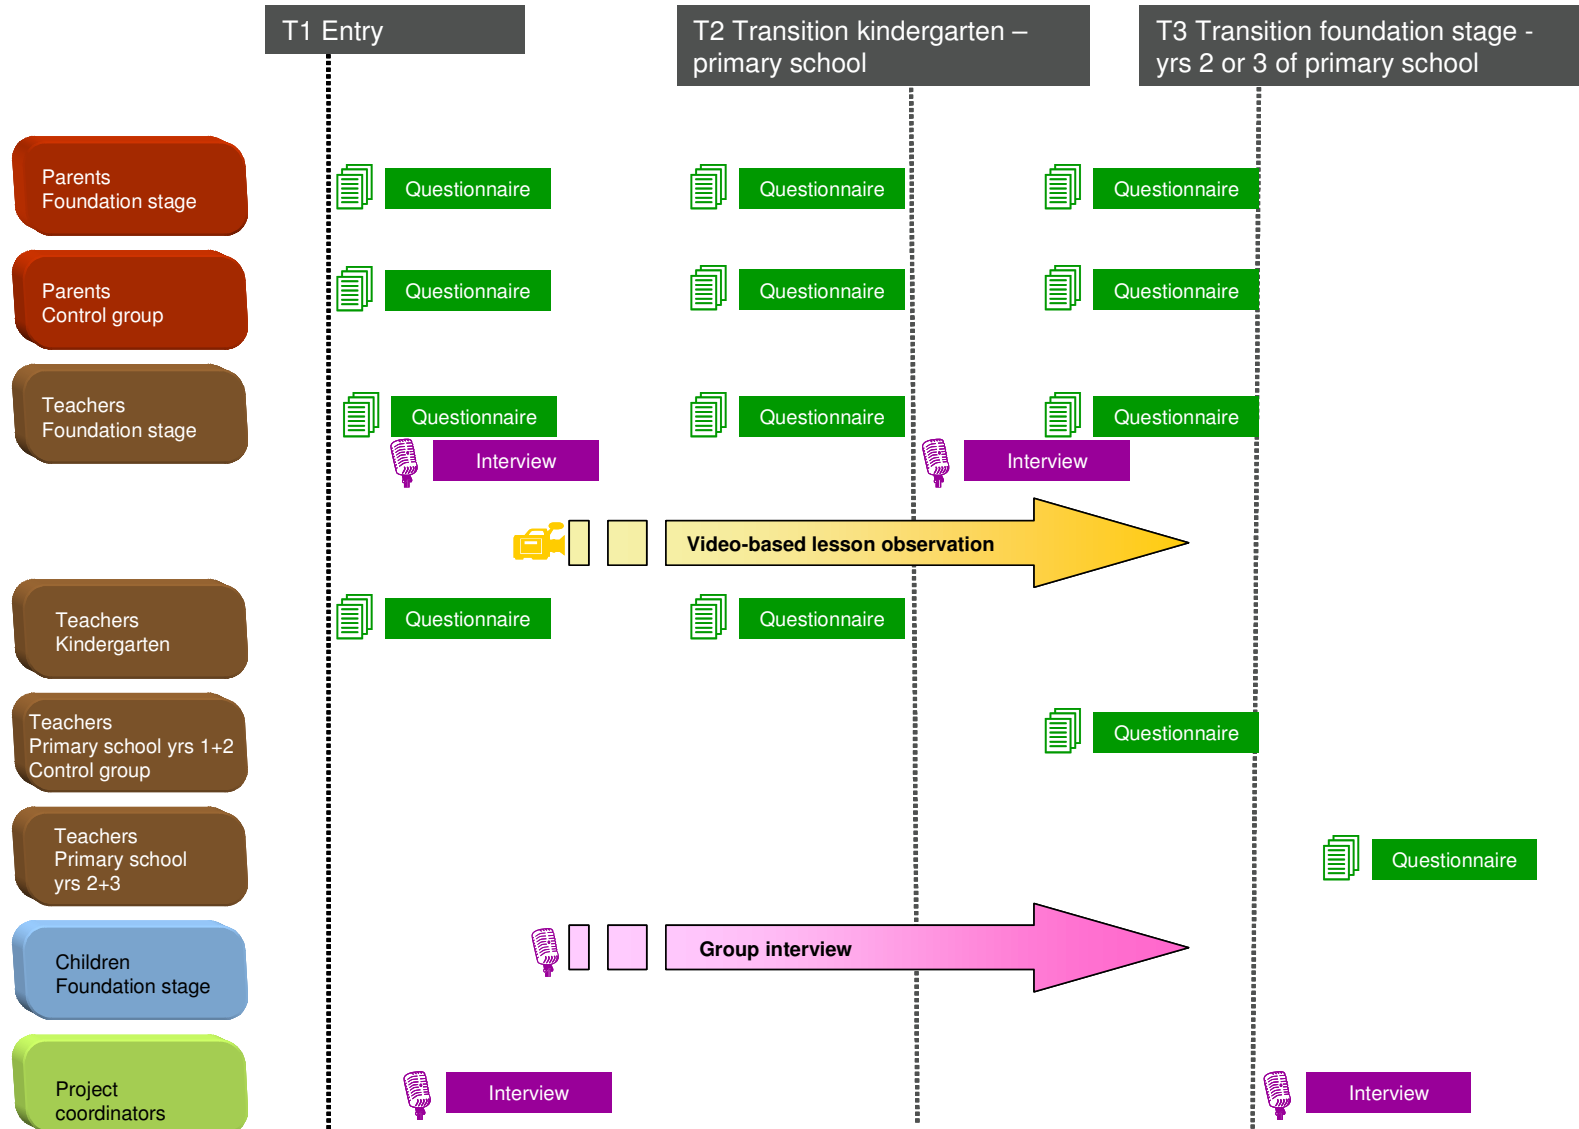 T1 Entry
T2 Transition kindergarten –
primary school
T3 Transition foundation stage -
yrs 2 or 3 of primary school
Parents
Foundation stage
Questionnaire
Questionnaire
Questionnaire
Parents
Control group
Questionnaire
Questionnaire
Questionnaire
Teachers
Foundation stage
Questionnaire
Questionnaire
Questionnaire
Interview
Interview
Video-based lesson observation
Teachers
Kindergarten
Questionnaire
Questionnaire
Teachers
Primary school yrs 1+2
Control group
Questionnaire
Teachers
Primary school
yrs 2+3
Questionnaire
Children
Foundation stage
Group interview
Project
coordinators
Interview
Interview